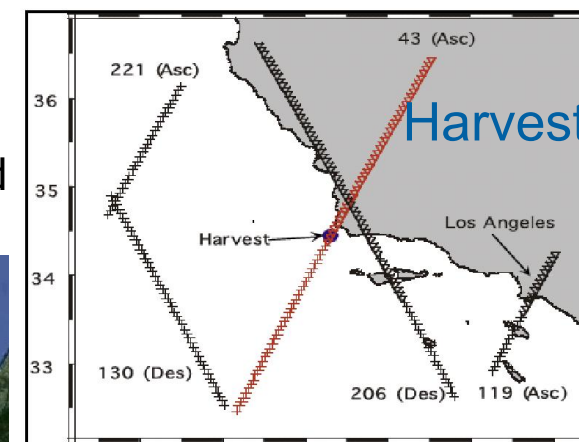 43 (Asc)
221 (Asc)
36
Harvest
35
Los Angeles
Harvest
34
33
130 (Des)
206 (Des)
119 (Asc)